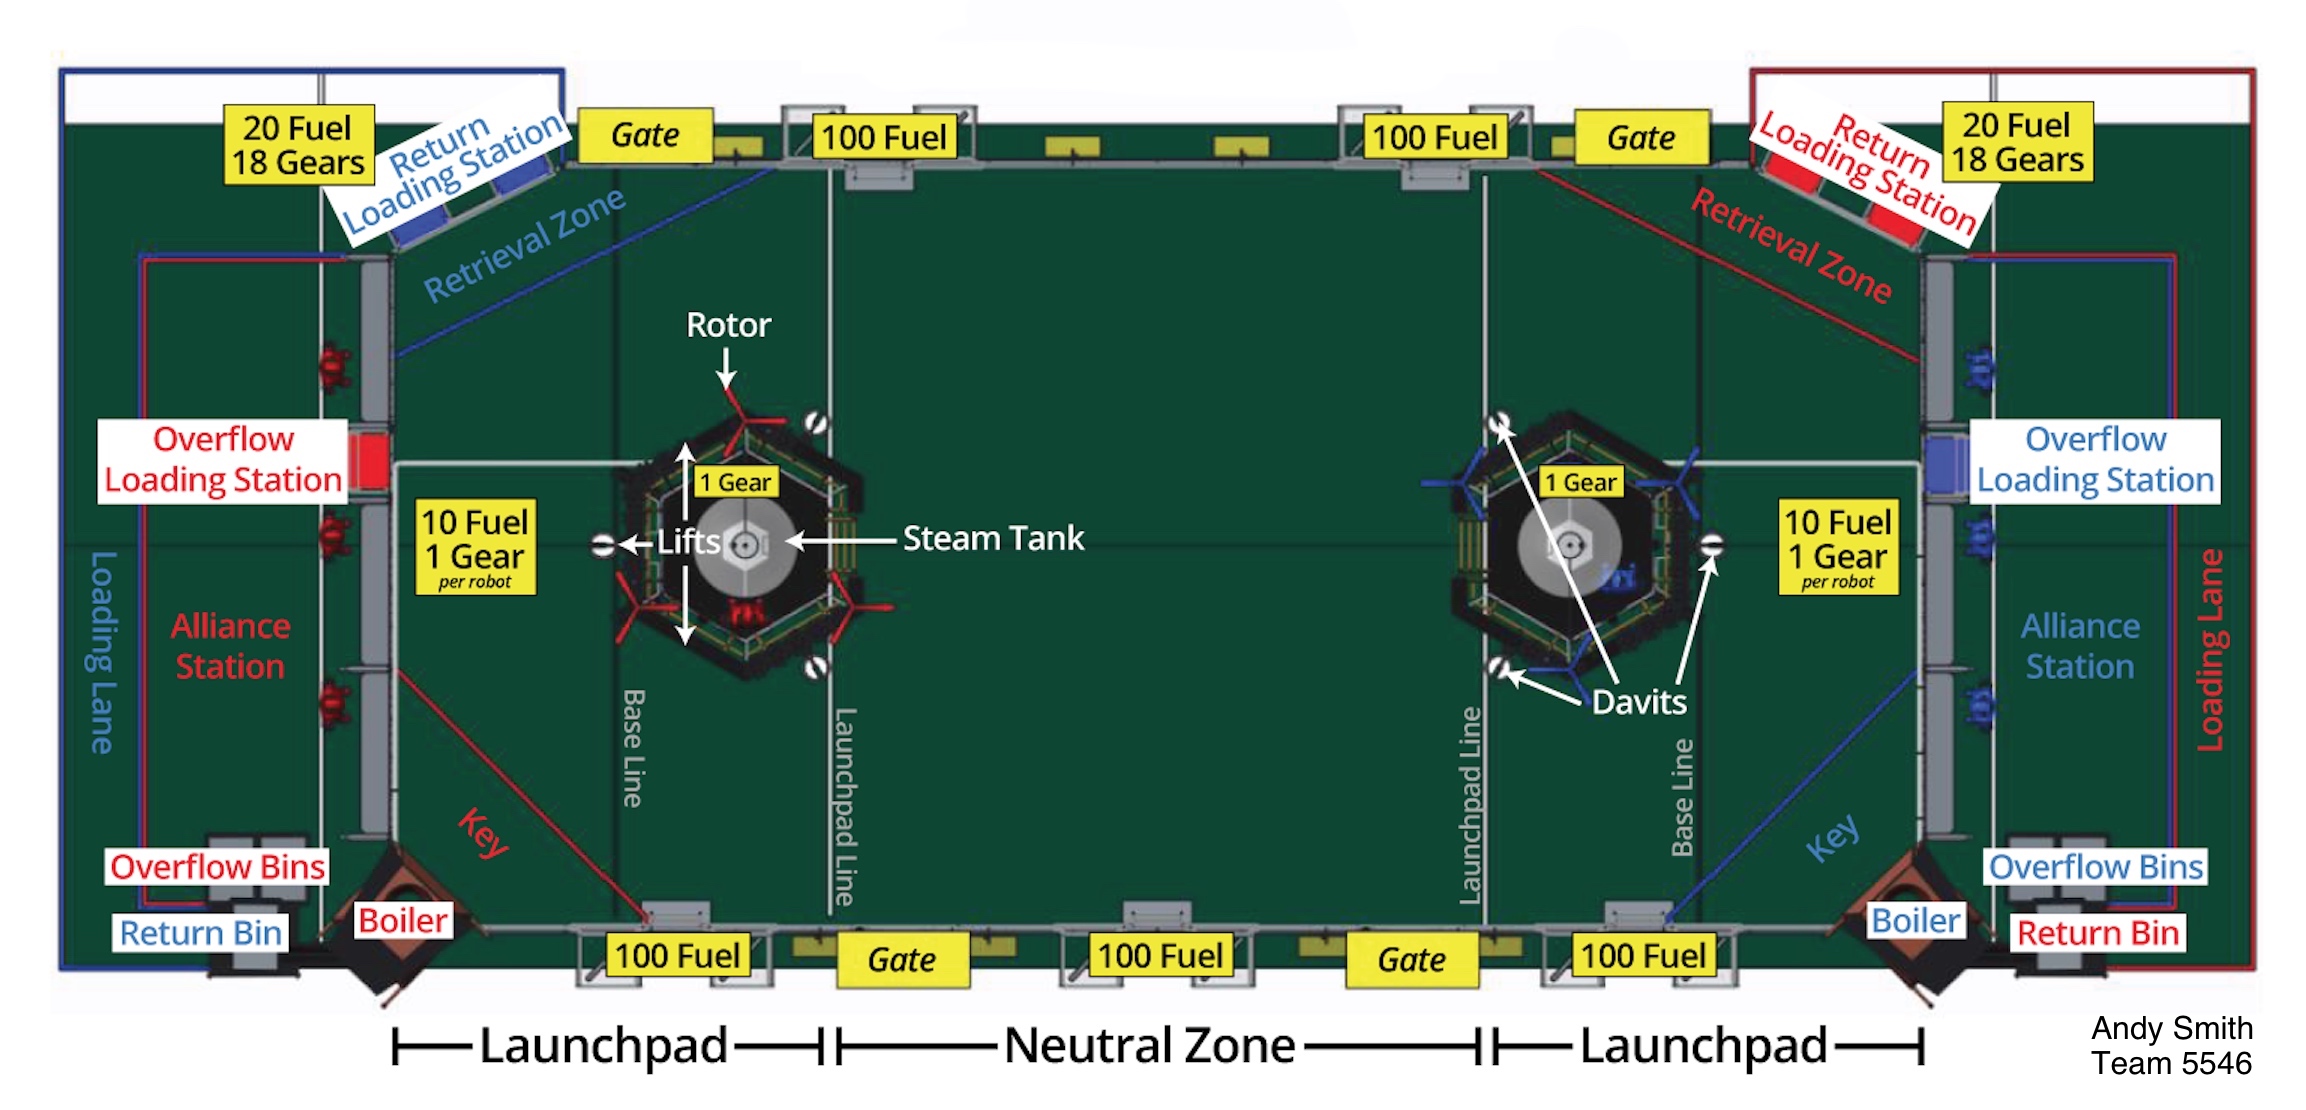 20 Fuel
18 Gears
Return
Loading Station
Gate
100 Fuel
100 Fuel
Gate
Return
Loading Station
20 Fuel
18 Gears
Retrieval Zone
Retrieval Zone
Rotor
Overflow
Loading Station
1 Gear
1 Gear
Overflow
Loading Station
10 Fuel
1 Gear
per robot
Lifts
Steam Tank
10 Fuel
1 Gear
per robot
Loading Lane
Alliance
Station
Base Line
Launchpad Line
Launchpad Line
Davits
Base Line
Alliance
Station
Loading Lane
Key
Key
Overflow Bins
Return Bin
Boiler
100 Fuel
Gate
100 Fuel
Gate
100 Fuel
Boiler
Overflow Bins
Return Bin
Launchpad
Neutral Zone
Launchpad
Andy Smith
Team 5546